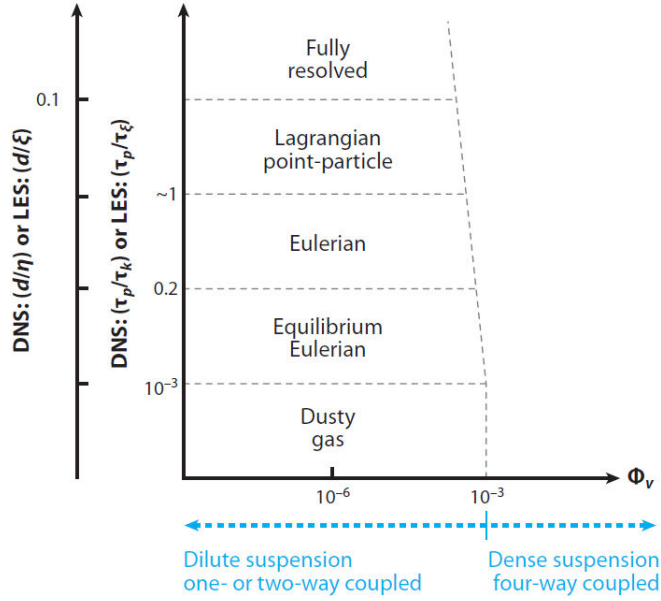 DNS: (d/η) or LES: (d/ξ)
0.1
DNS: (τp/τk) or LES: (τp/τξ)
~1
0.2
10⁻³
Fully
resolved
Lagrangian
point-particle
Eulerian
Equilibrium
Eulerian
Dusty
gas
10⁻⁶
10⁻³
Φv
Dilute suspension
one- or two-way coupled
Dense suspension
four-way coupled